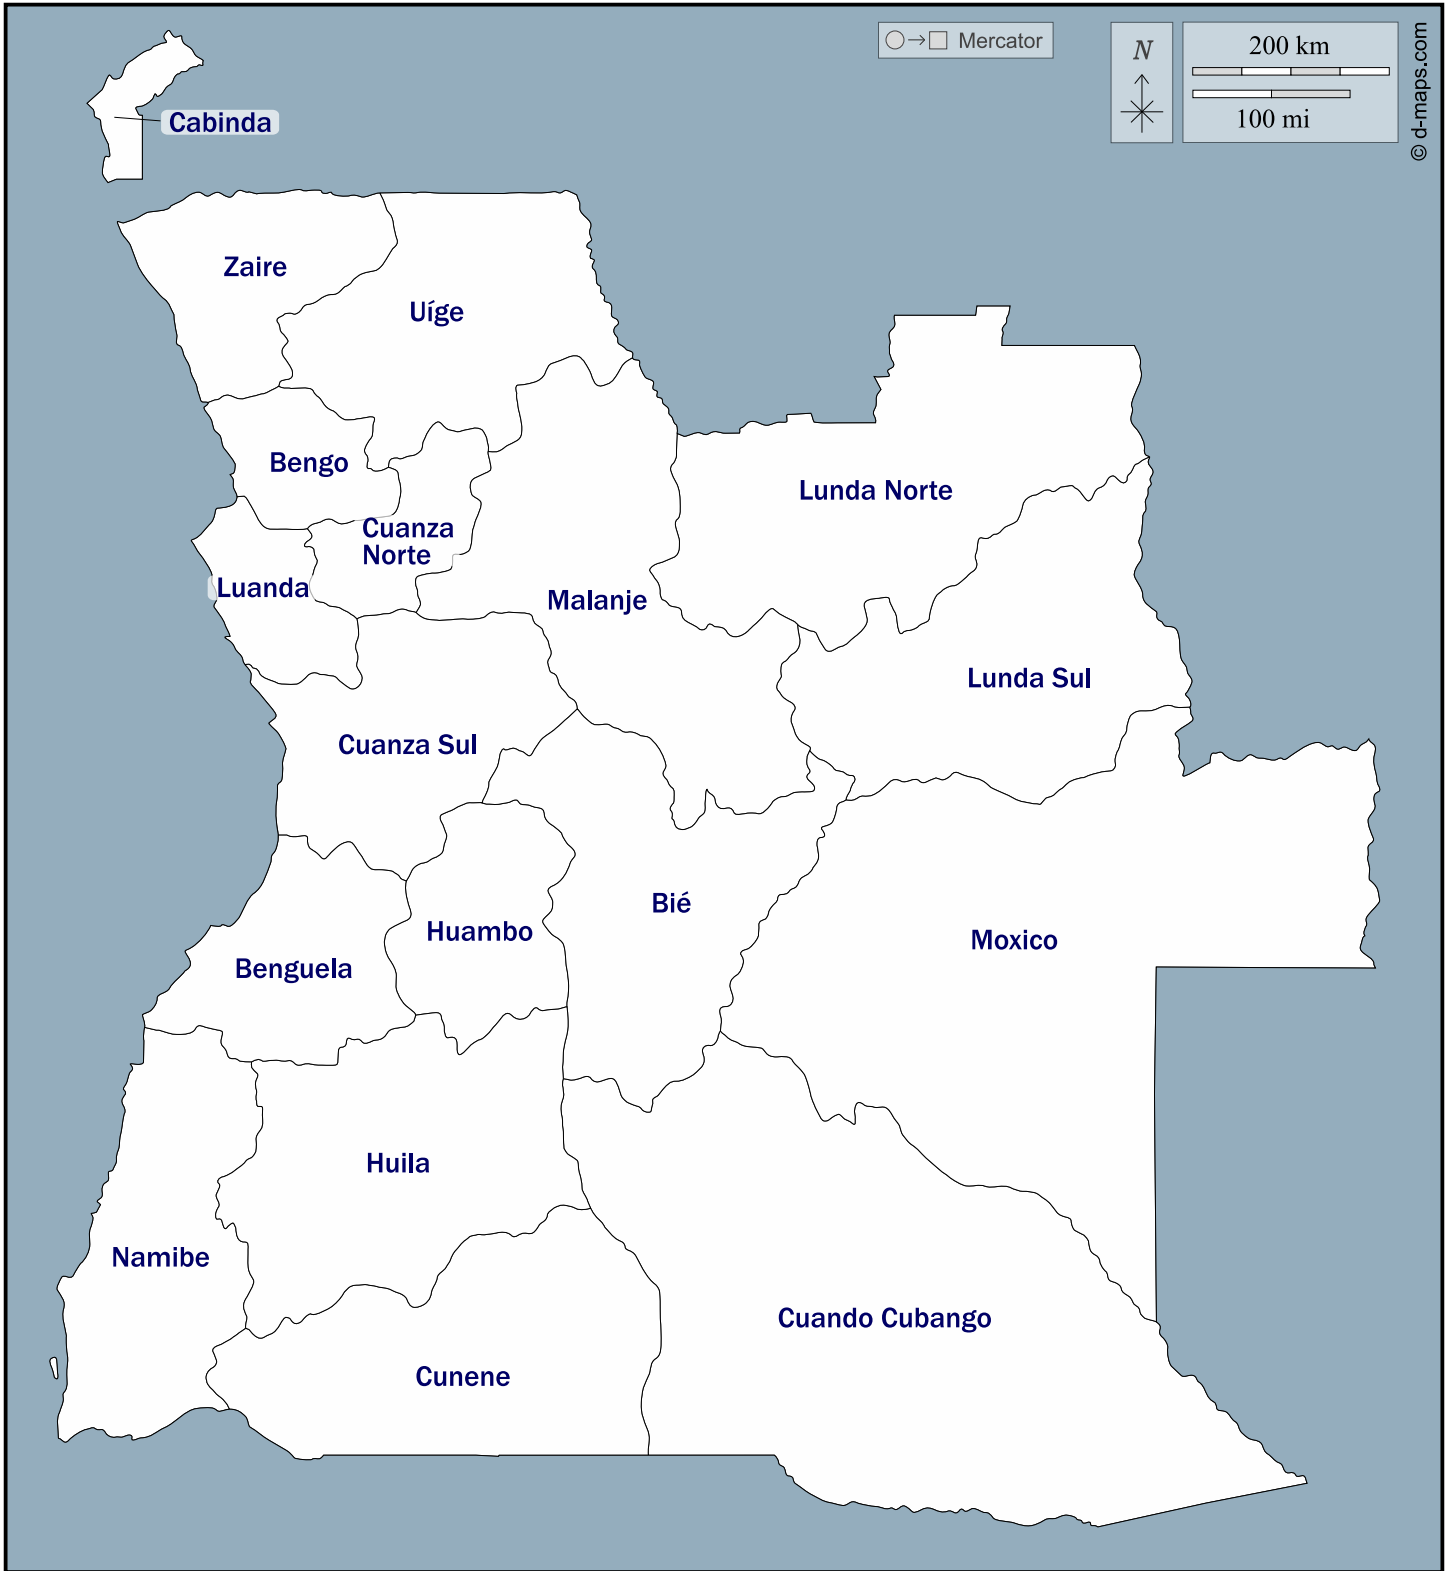 Mercator
N
200 km
100 mi
© d-maps.com
Cabinda
Zaire
Uíge
Bengo
Cuanza
Norte
Lunda Norte
Luanda
Malanje
Lunda Sul
Cuanza Sul
Bié
Huambo
Moxico
Benguela
Huila
Namibe
Cuando Cubango
Cunene